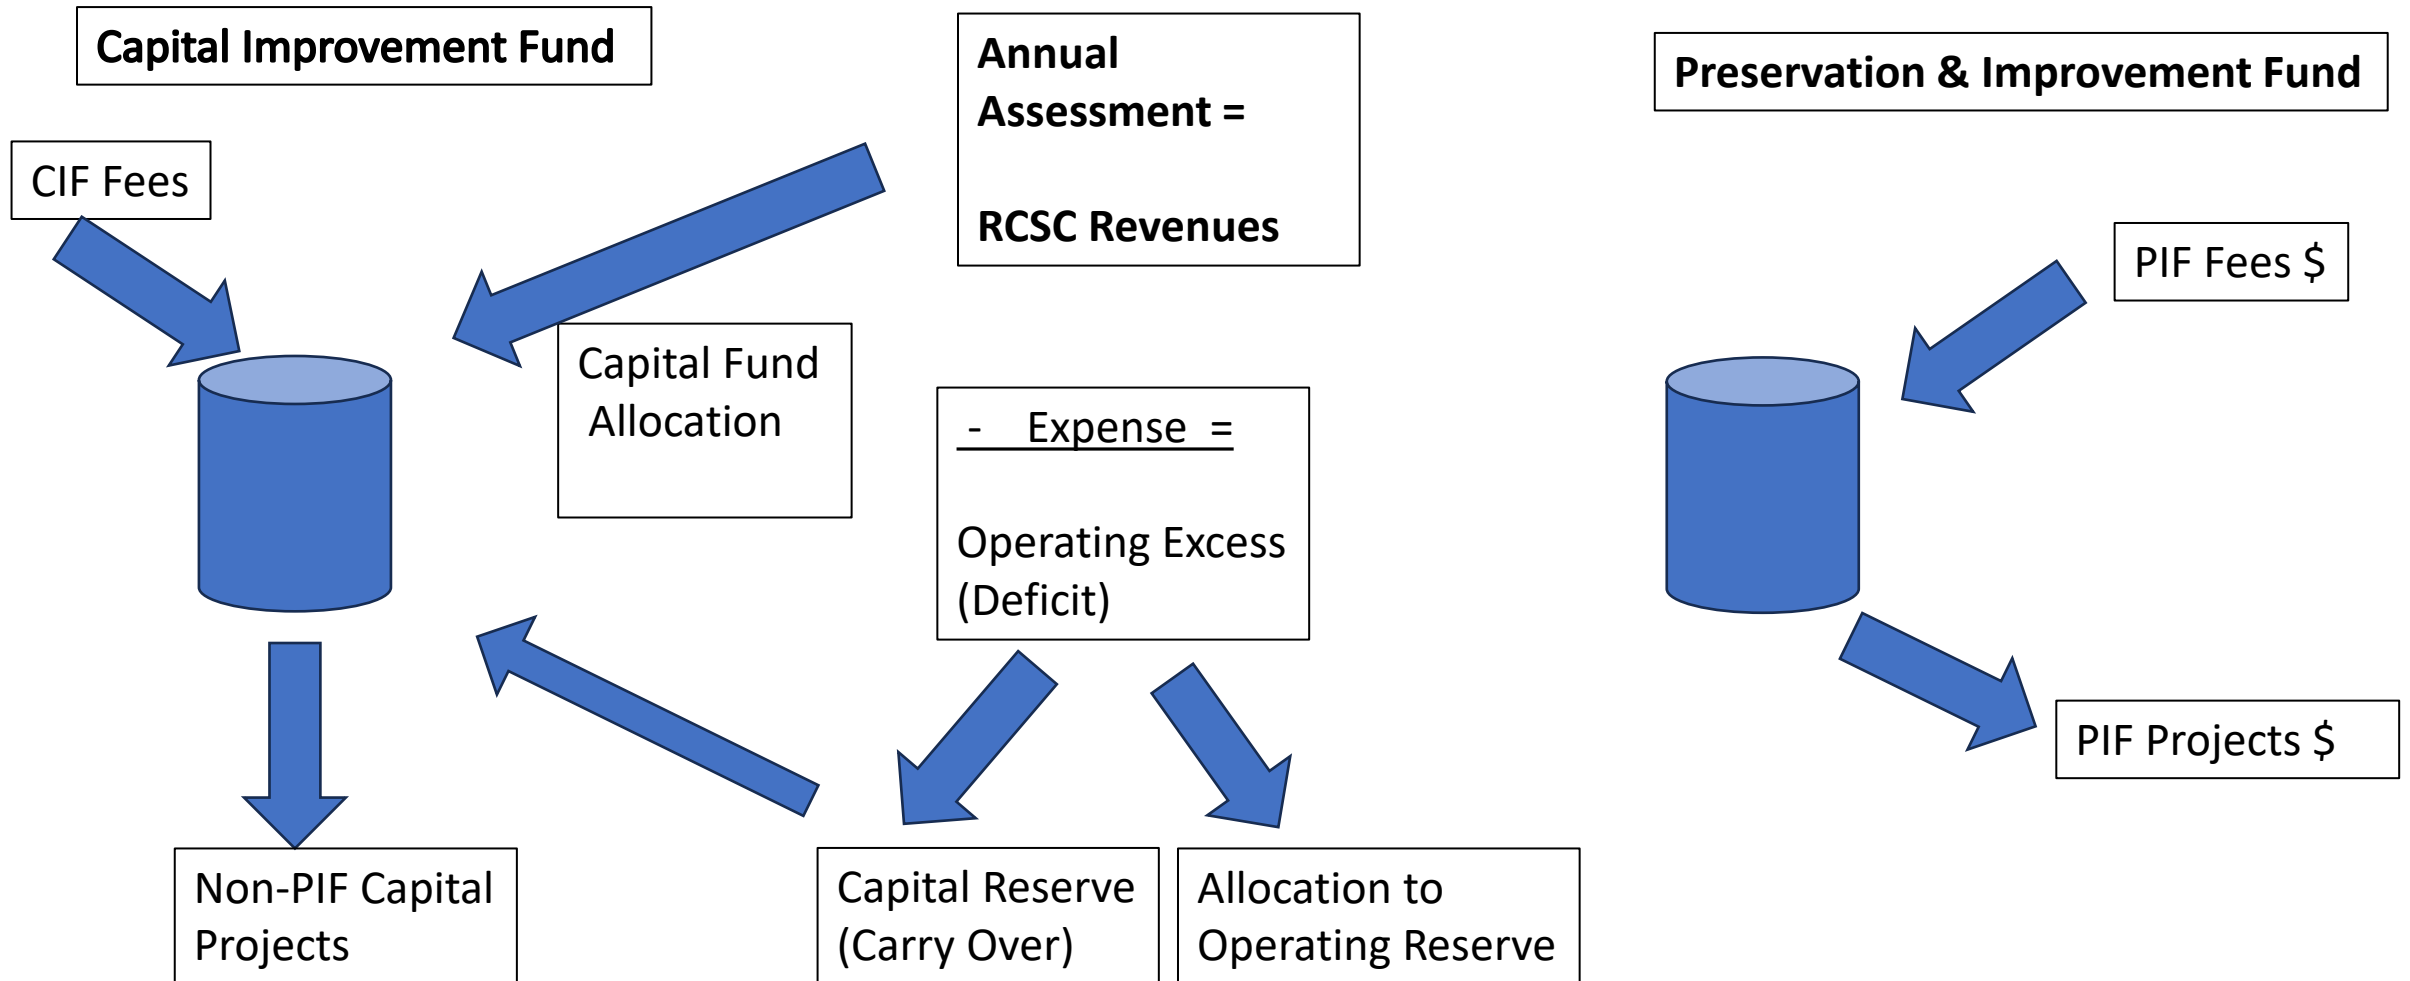 Capital Improvement Fund
Annual
Assessment =
RCSC Revenues
Preservation & Improvement Fund
CIF Fees
PIF Fees $
Capital Fund
Allocation
- Expense =
Operating Excess
(Deficit)
PIF Projects $
Non-PIF Capital
Projects
Capital Reserve
(Carry Over)
Allocation to
Operating Reserve